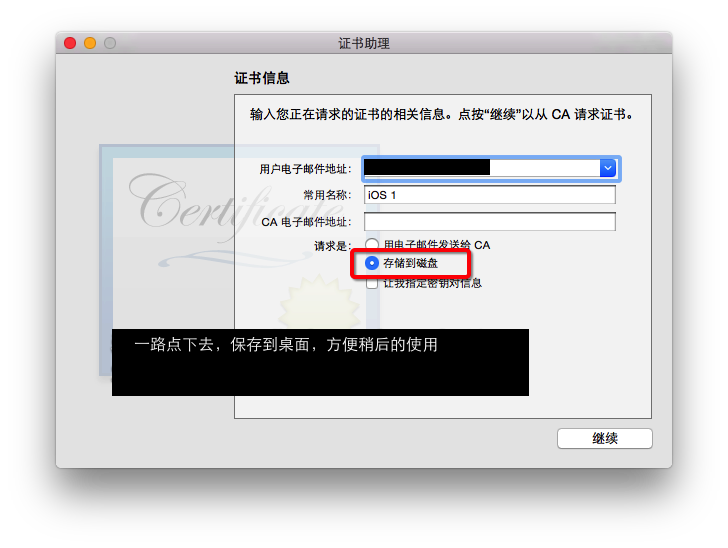 证书助理
证书信息
输入您正在请求的证书的相关信息。点按“继续”以从 CA 请求证书。
用户电子邮件地址：
常用名称： iOS 1
CA 电子邮件地址：
请求是： 用电子邮件发送给 CA
存储到磁盘
让我指定密钥对信息
Certificate
一路点下去，保存到桌面，方便稍后的使用
继续